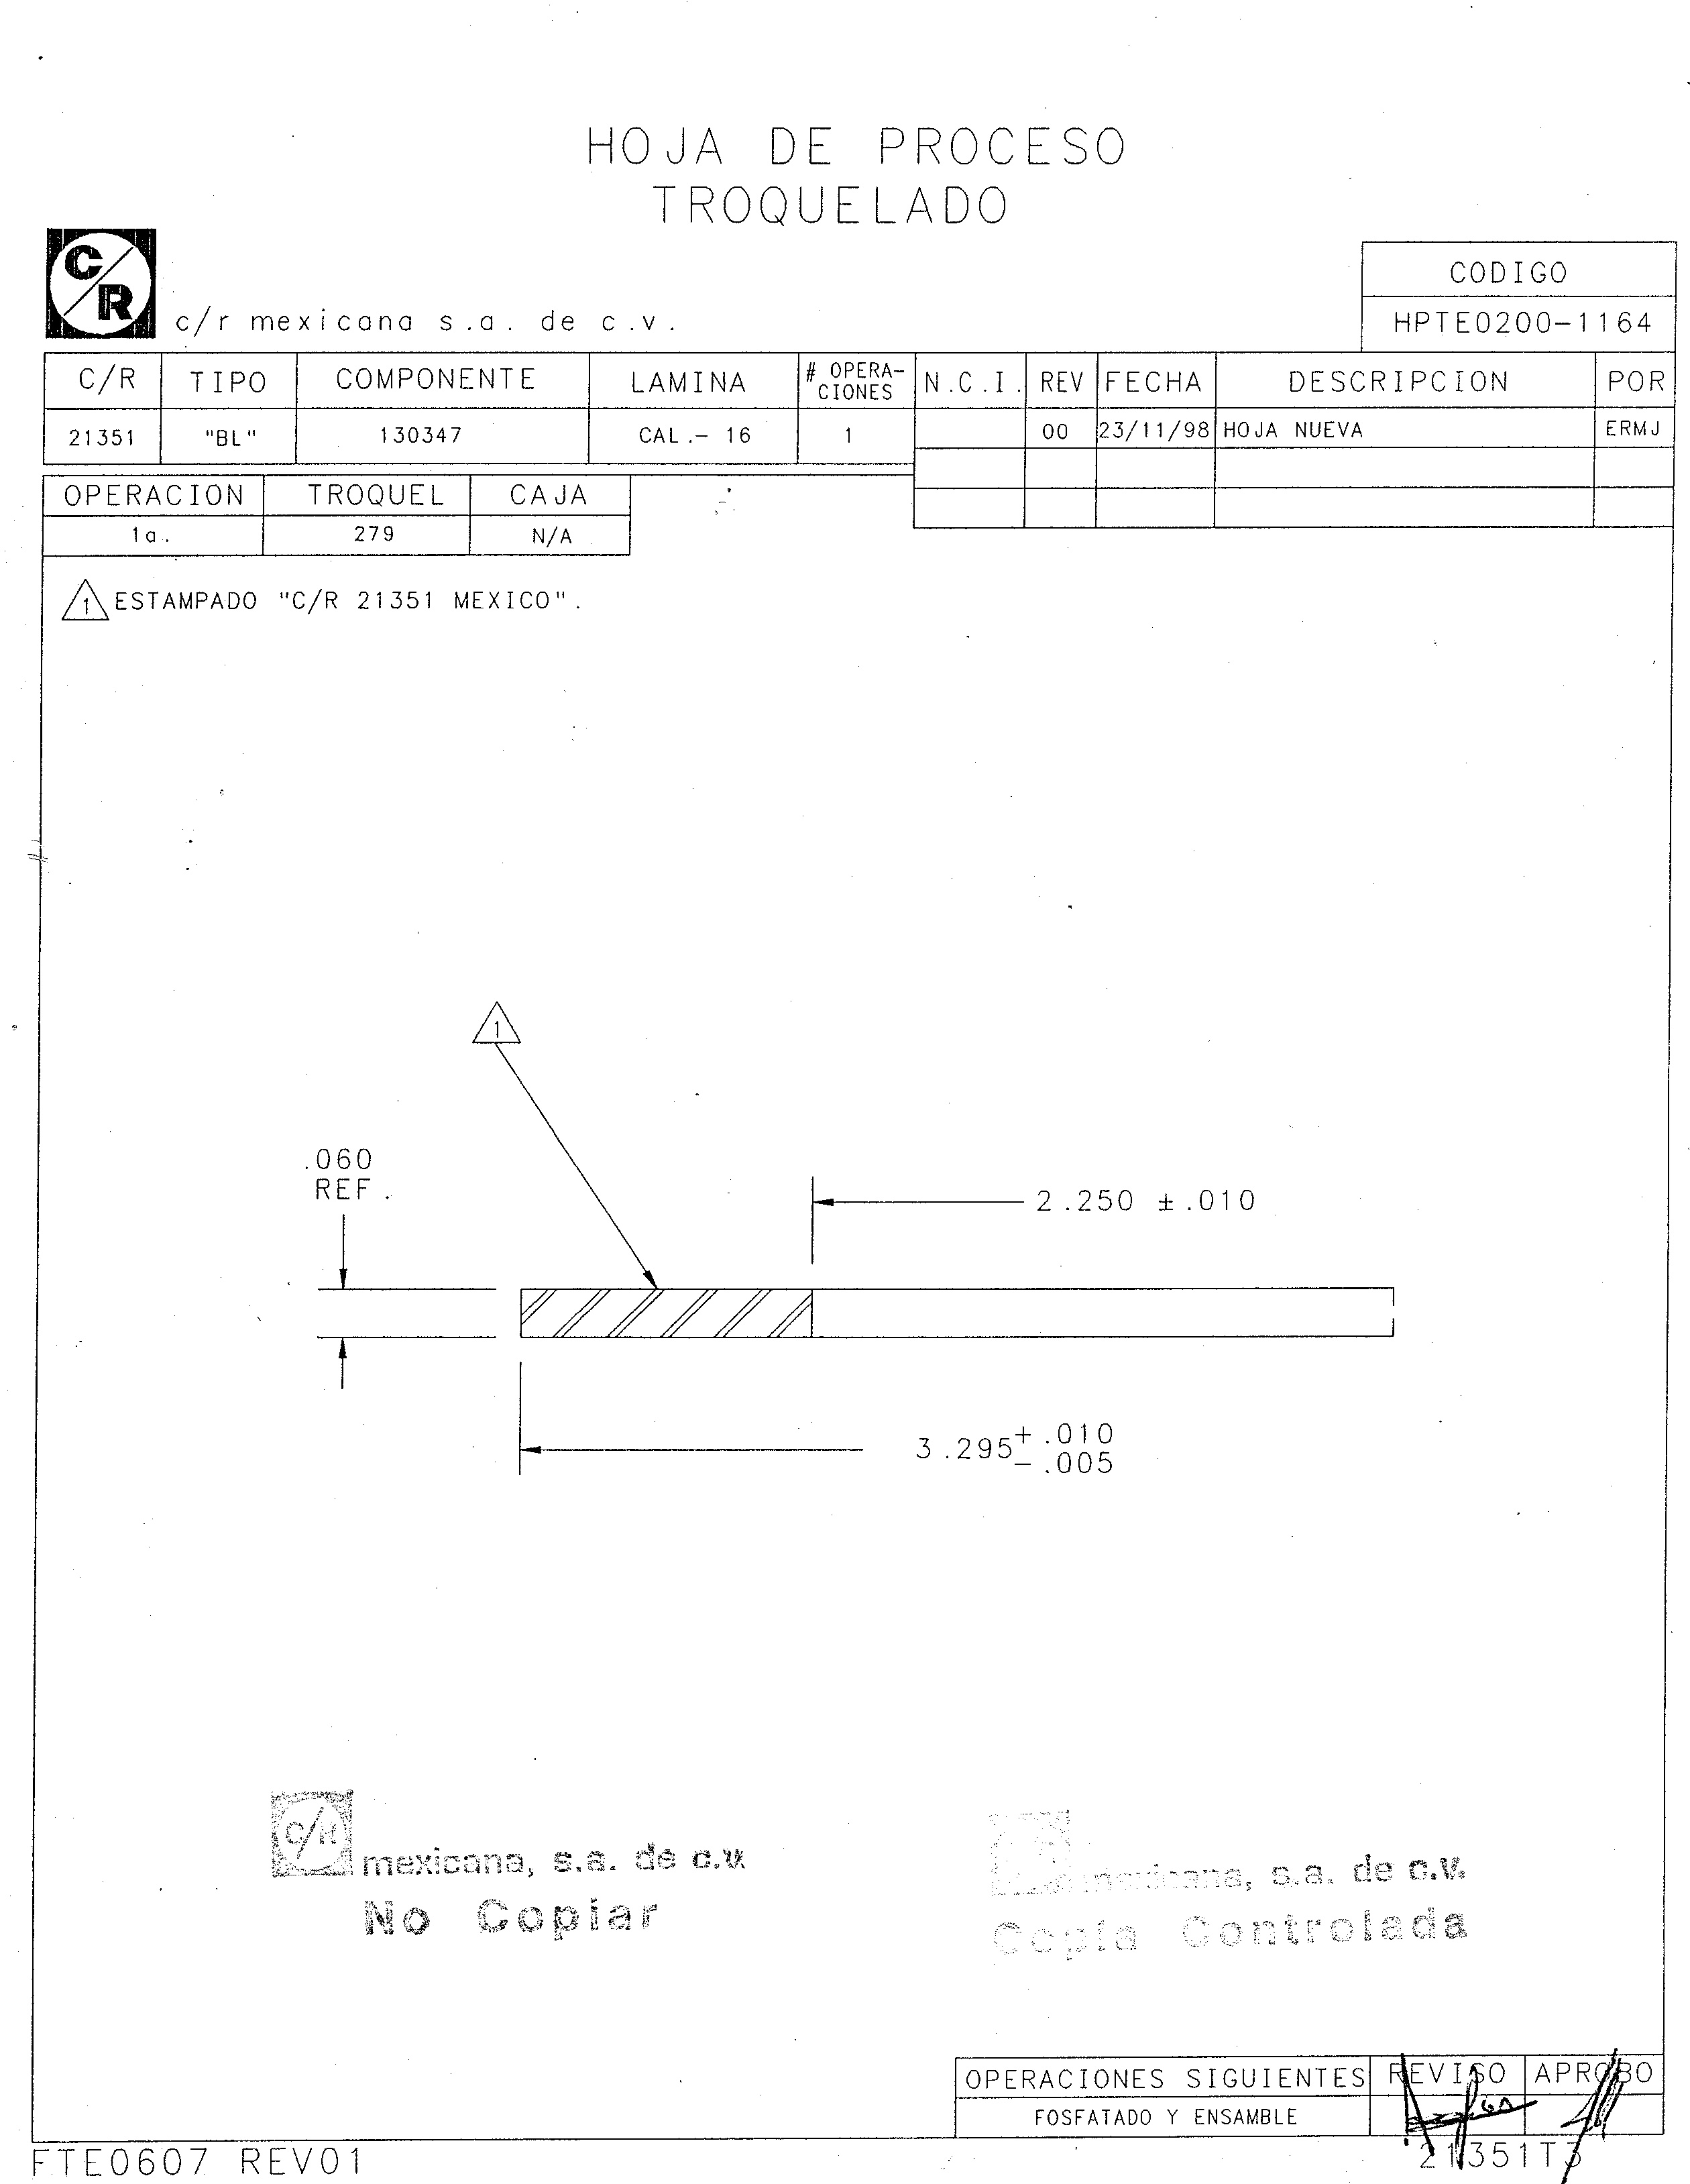 HOJA DE PROCESO
TROQUELADO
C/R
c/r mexicana s.a. de c.v.
CODIGO
HPTE0200-1164
C/R TIPO COMPONENTE LAMINA # OPERA- CIONES N.C.I. REV FECHA DESCRIPCION POR
21351 "BL" 130347 CAL.- 16 1 00 23/11/98 HOJA NUEVA ERMJ
OPERACION TROQUEL CAJA
1a. 279 N/A
1 ESTAMPADO "C/R 21351 MEXICO".
1
.060
REF.
2.250 ±.010
3.295 + .010
- .005
C/R mexicana, s.a. de c.v.
No Copiar
mexicana, s.a. de c.v.
Copia Controlada
OPERACIONES SIGUIENTES REVISO APROBO
FOSFATADO Y ENSAMBLE
FTE0607 REV01
21351T3